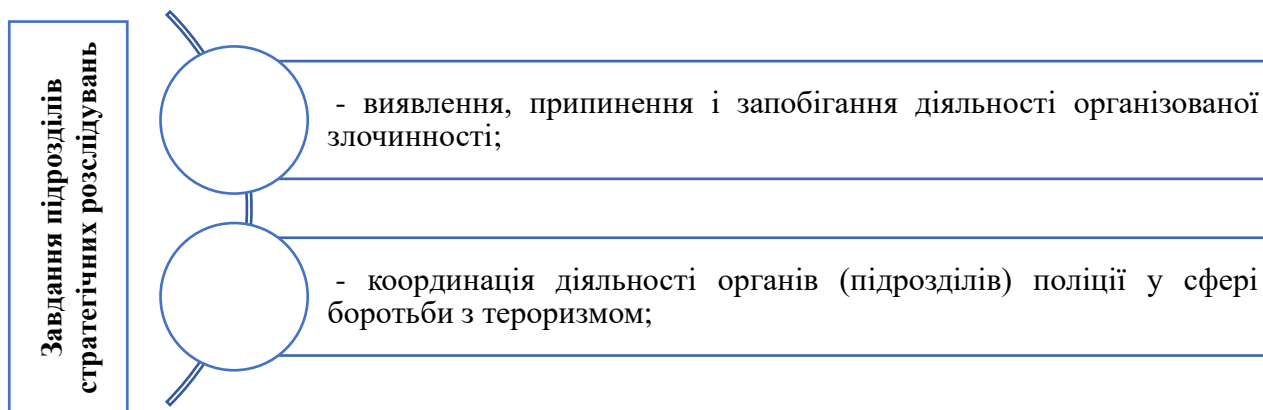 Завдання підрозділів
стратегічних розслідувань
- виявлення, припинення і запобігання діяльності організованої
злочинності;
- координація діяльності органів (підрозділів) поліції у сфері
боротьби з тероризмом;